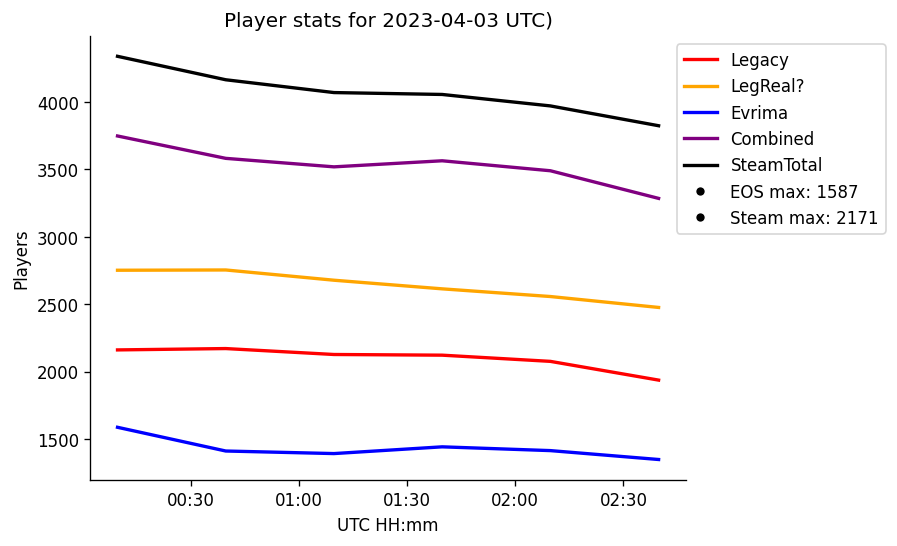 Player stats for 2023-04-03 UTC)
Legacy
LegReal?
Evrima
Combined
SteamTotal
EOS max: 1587
Steam max: 2171
Players
4000
3500
3000
2500
2000
1500
00:30 01:00 01:30 02:00 02:30
UTC HH:mm